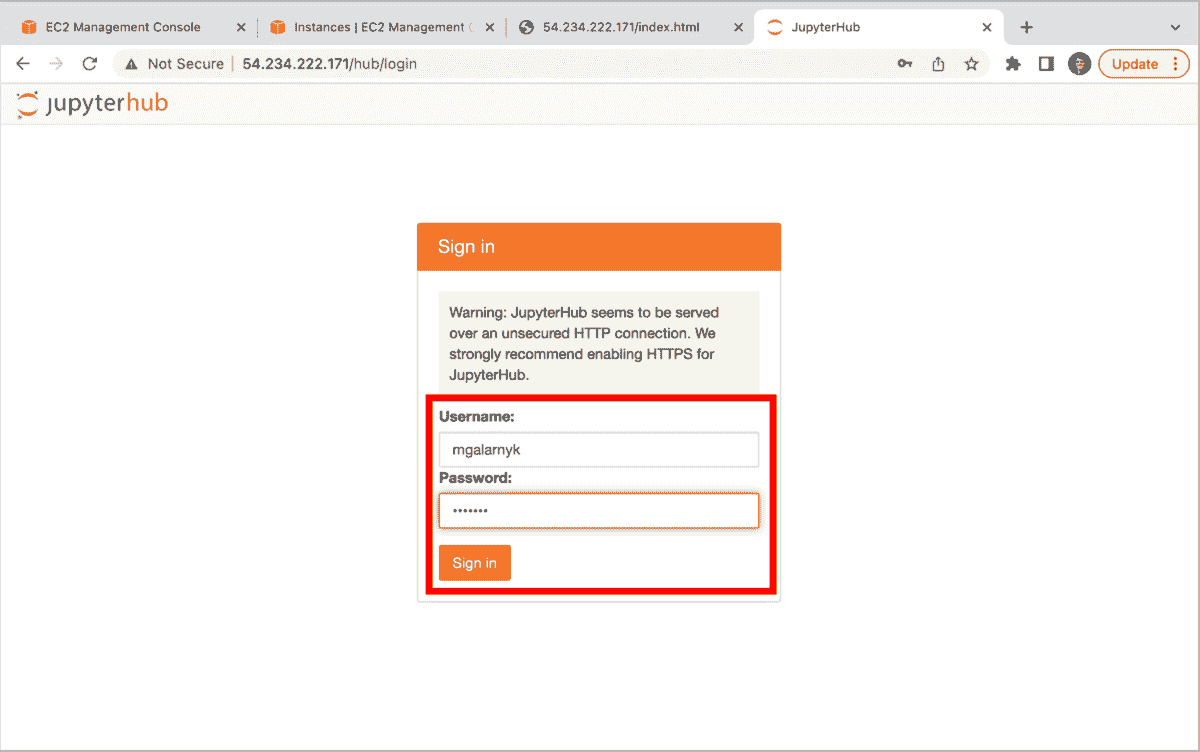 EC2 Management Console
Instances | EC2 Management
54.234.222.171/index.html
JupyterHub
Not Secure
54.234.222.171/hub/login
Update
jupyterhub
Sign in
Warning: JupyterHub seems to be served
over an unsecured HTTP connection. We
strongly recommend enabling HTTPS for
JupyterHub.
Username:
mgalarnyk
Password:
•••••••
Sign in